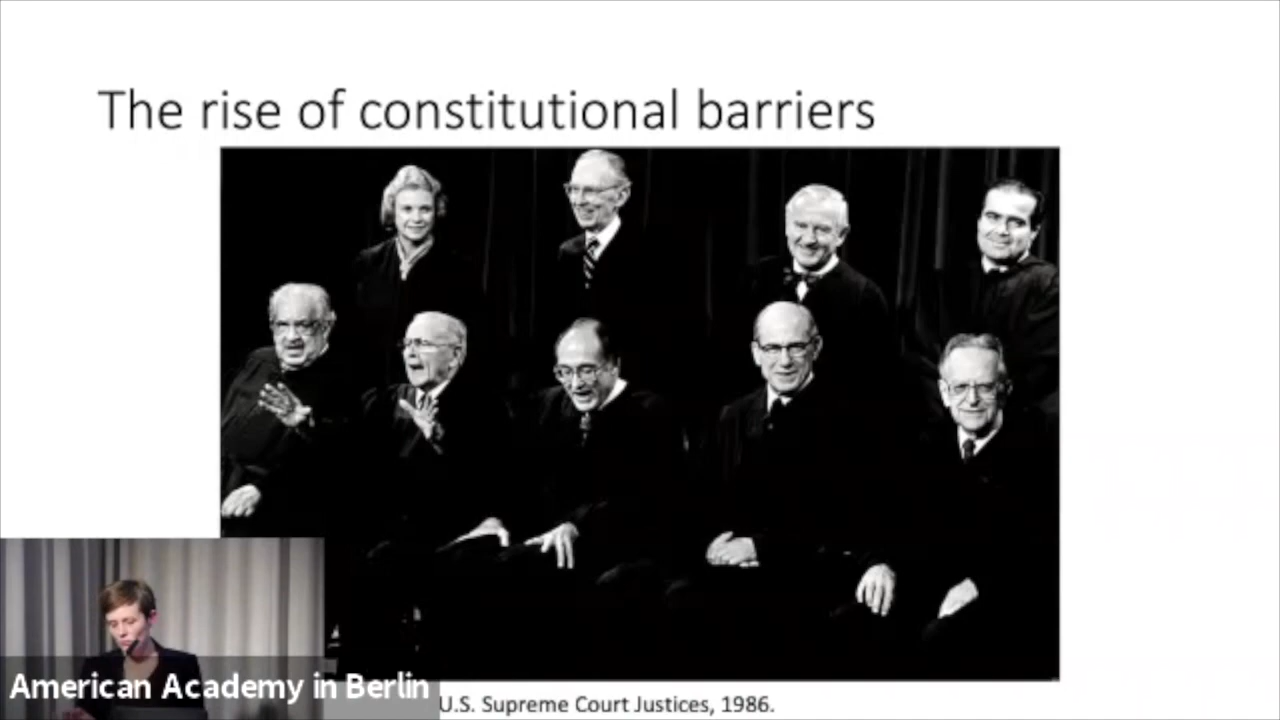 The rise of constitutional barriers
American Academy in Berlin
U.S. Supreme Court Justices, 1986.